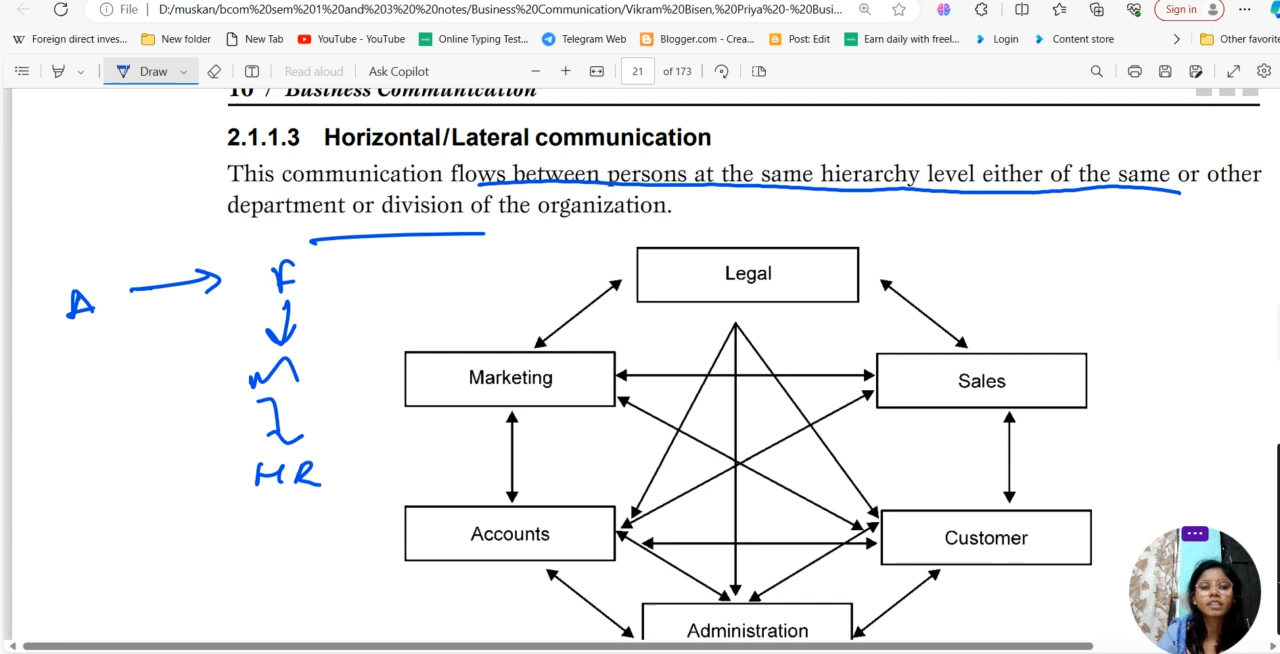 File D:/muskan/bcom%20sem%201%20and%203%20%20notes/Business%20Communication/Vikram%20Bisen,%20Priya%20-%20Busi... Sign in
W Foreign direct inves... New folder New Tab YouTube - YouTube Online Typing Test... Telegram Web Blogger.com - Crea... Post: Edit Earn daily with freel... Login Content store Other favorite
Draw Read aloud Ask Copilot 21 of 173
16 / Business Communication
2.1.1.3 Horizontal/Lateral communication
This communication flows between persons at the same hierarchy level either of the same or other
department or division of the organization.
A F
M
HR
Legal
Marketing Sales
Accounts Customer
Administration